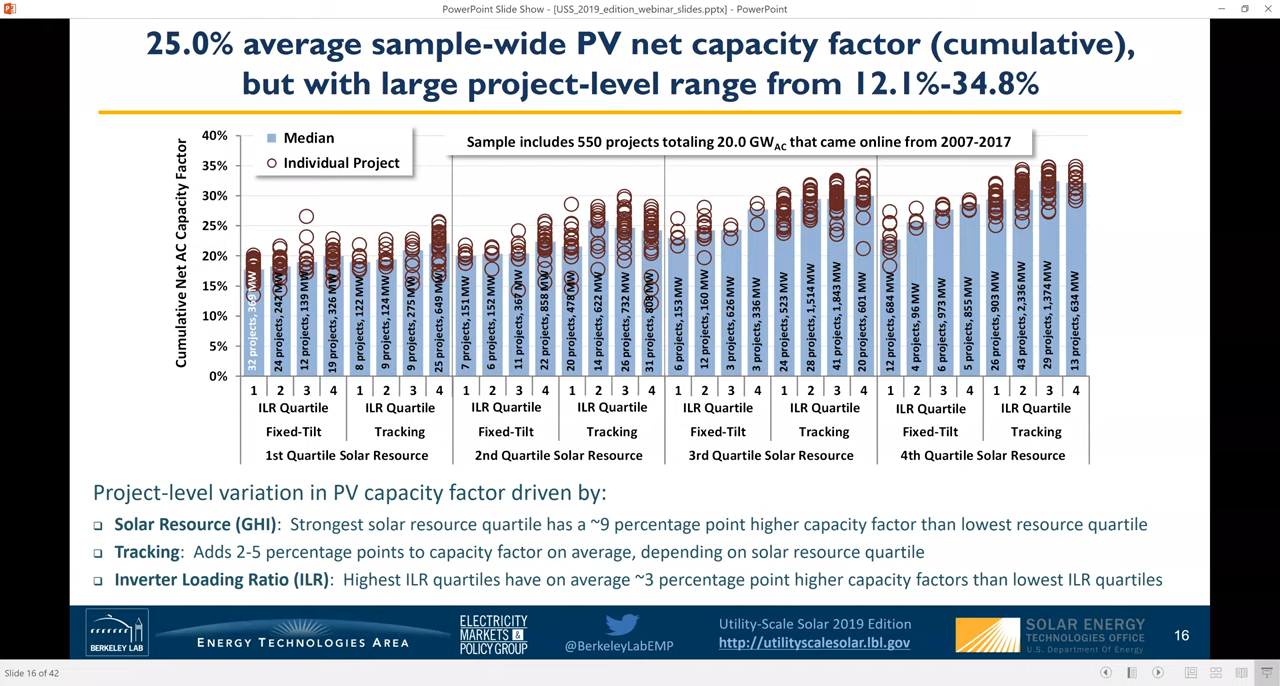 PowerPoint Slide Show - [USS_2019_edition_webinar_slides.pptx] - PowerPoint
25.0% average sample-wide PV net capacity factor (cumulative),
but with large project-level range from 12.1%-34.8%
Cumulative Net AC Capacity Factor
40%
35%
30%
25%
20%
15%
10%
5%
0%
Median
Individual Project
Sample includes 550 projects totaling 20.0 GWAC that came online from 2007-2017
32 projects, 369 MW
24 projects, 242 MW
12 projects, 139 MW
19 projects, 326 MW
8 projects, 122 MW
9 projects, 124 MW
9 projects, 275 MW
25 projects, 649 MW
7 projects, 151 MW
6 projects, 152 MW
11 projects, 367 MW
22 projects, 858 MW
20 projects, 478 MW
14 projects, 622 MW
26 projects, 732 MW
31 projects, 808 MW
6 projects, 153 MW
12 projects, 160 MW
3 projects, 626 MW
3 projects, 336 MW
24 projects, 523 MW
28 projects, 1,514 MW
41 projects, 1,843 MW
20 projects, 601 MW
12 projects, 684 MW
4 projects, 96 MW
6 projects, 973 MW
5 projects, 855 MW
26 projects, 903 MW
43 projects, 2,336 MW
29 projects, 1,374 MW
13 projects, 634 MW
1 2 3 4 1 2 3 4 1 2 3 4 1 2 3 4 1 2 3 4 1 2 3 4 1 2 3 4 1 2 3 4
ILR Quartile ILR Quartile ILR Quartile ILR Quartile ILR Quartile ILR Quartile ILR Quartile ILR Quartile
Fixed-Tilt Tracking Fixed-Tilt Tracking Fixed-Tilt Tracking Fixed-Tilt Tracking
1st Quartile Solar Resource 2nd Quartile Solar Resource 3rd Quartile Solar Resource 4th Quartile Solar Resource
Project-level variation in PV capacity factor driven by:
Solar Resource (GHI): Strongest solar resource quartile has a ~9 percentage point higher capacity factor than lowest resource quartile
Tracking: Adds 2-5 percentage points to capacity factor on average, depending on solar resource quartile
Inverter Loading Ratio (ILR): Highest ILR quartiles have on average ~3 percentage point higher capacity factors than lowest ILR quartiles
BERKELEY LAB
ENERGY TECHNOLOGIES AREA
ELECTRICITY
MARKETS &
POLICY GROUP
@BerkeleyLabEMP
Utility-Scale Solar 2019 Edition
http://utilityscalesolar.lbl.gov
SOLAR ENERGY
TECHNOLOGIES OFFICE
U.S. Department Of Energy
16
Slide 16 of 42